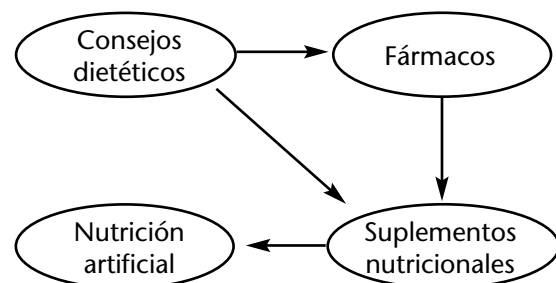 Consejos
dietéticos
Fármacos
Nutrición
artificial
Suplementos
nutricionales